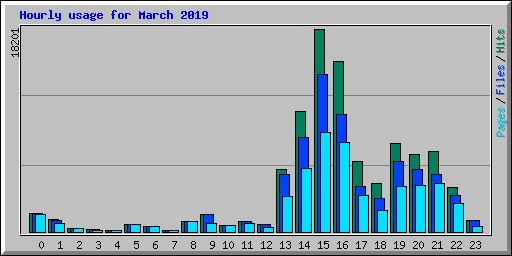 Hourly usage for March 2019
18201
Pages/Files/Hits
0 1 2 3 4 5 6 7 8 9 10 11 12 13 14 15 16 17 18 19 20 21 22 23